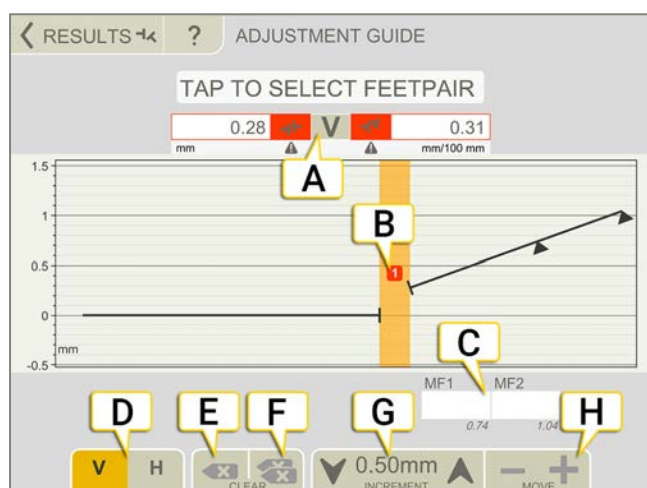 RESULTS ? ADJUSTMENT GUIDE
TAP TO SELECT FEETPAIR
0.28 V 0.31
mm mm/100 mm
A
1.5
1
B
0.5
1
0
C
mm
-0.5
MF1 MF2
D E F G H
0.74 1.04
V H 0.50mm
CLEAR INCREMENT MOVE